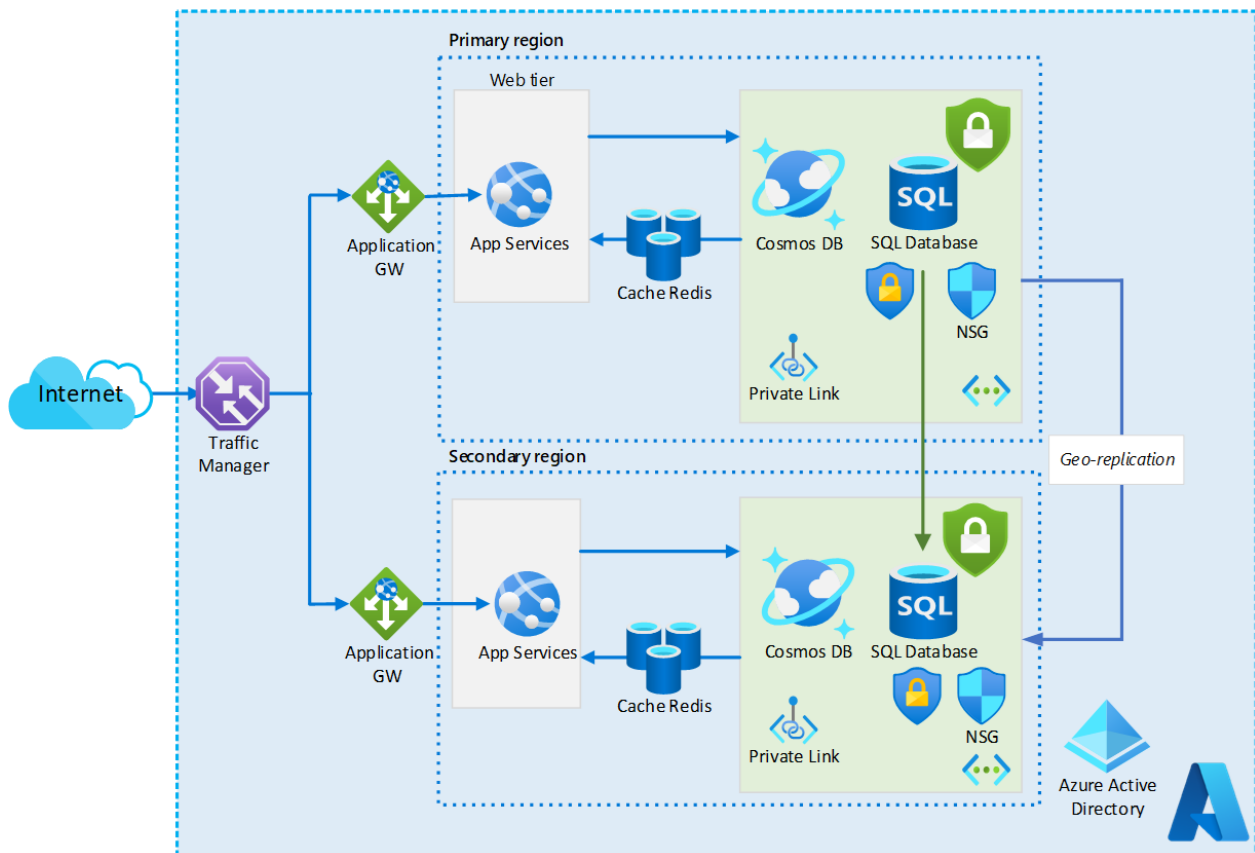 Primary region
Web tier
App Services
Application
GW
Cache Redis
Cosmos DB
SQL
SQL Database
NSG
Private Link
Internet
Traffic
Manager
Secondary region
Geo-replication
Application
GW
App Services
Cache Redis
Cosmos DB
SQL
SQL Database
NSG
Private Link
Azure Active
Directory